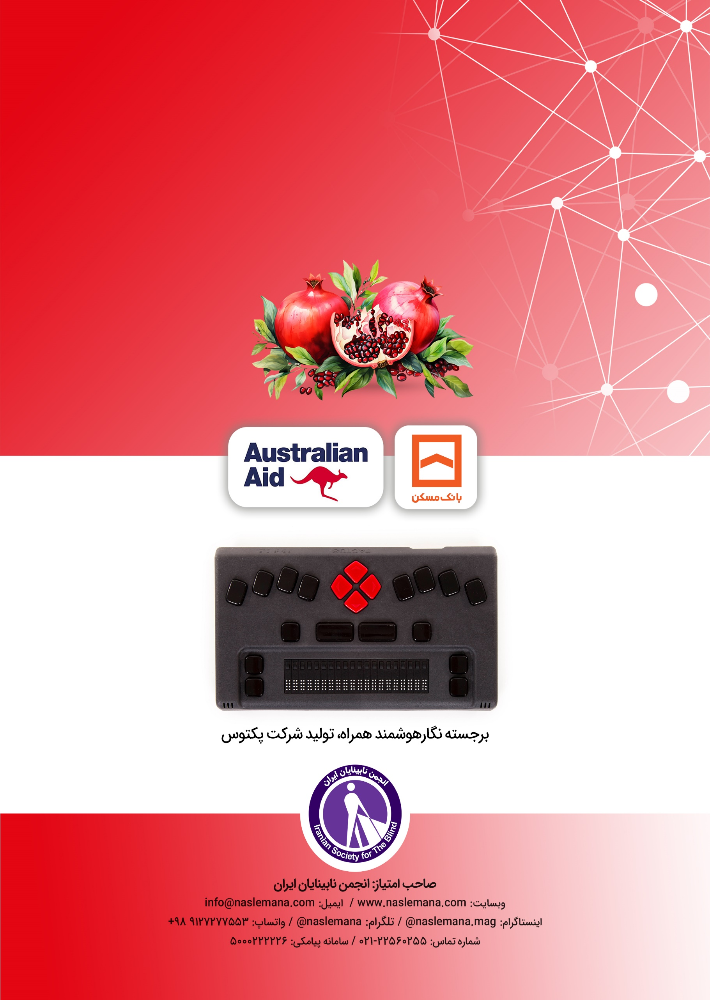 Australian
Aid
بانک مسکن
PACTOS
برجسته نگارهوشمند همراه، تولید شرکت پکتوس
انجمن نابینایان ایران
Iranian Society for The Blind
صاحب امتیاز: انجمن نابینایان ایران
وبسایت: www.naslemana.com / ایمیل: info@naslemana.com
اینستاگرام: @naslemana.mag / تلگرام: @naslemana / واتساپ: ۹۱۲۷۲۷۷۵۵۳ ۹۸+
شماره تماس: ۰۲۱-۲۲۵۶۰۲۵۵ / سامانه پیامکی: ۵۰۰۰۲۲۲۲۲۶